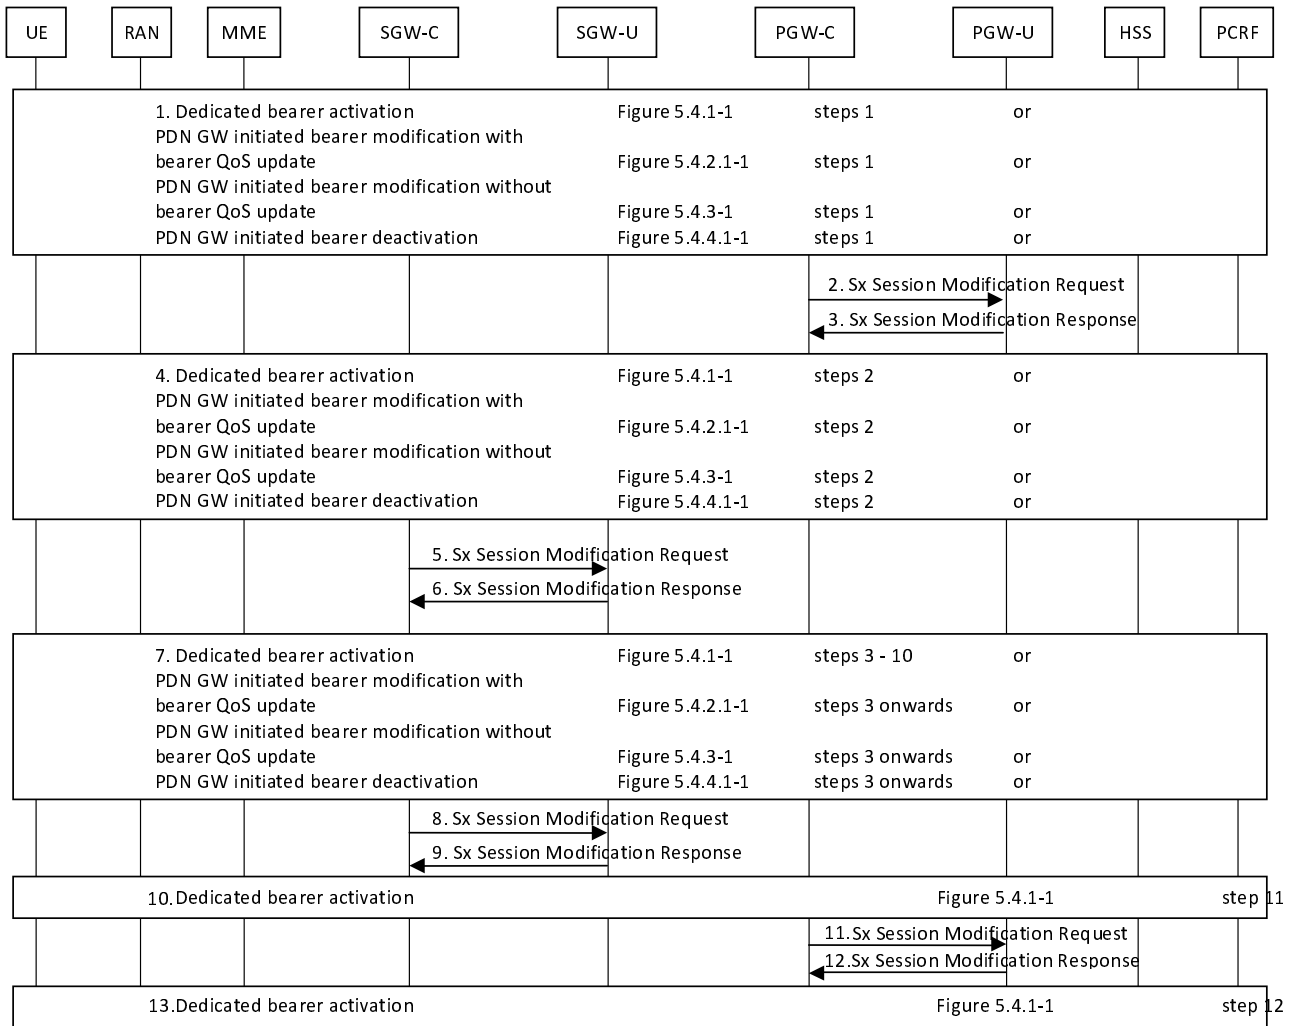 UE RAN MME SGW-C SGW-U PGW-C PGW-U HSS PCRF
1. Dedicated bearer activation Figure 5.4.1-1 steps 1 or
PDN GW initiated bearer modification with
bearer QoS update Figure 5.4.2.1-1 steps 1 or
PDN GW initiated bearer modification without
bearer QoS update Figure 5.4.3-1 steps 1 or
PDN GW initiated bearer deactivation Figure 5.4.4.1-1 steps 1 or
2. Sx Session Modification Request
3. Sx Session Modification Response
4. Dedicated bearer activation Figure 5.4.1-1 steps 2 or
PDN GW initiated bearer modification with
bearer QoS update Figure 5.4.2.1-1 steps 2 or
PDN GW initiated bearer modification without
bearer QoS update Figure 5.4.3-1 steps 2 or
PDN GW initiated bearer deactivation Figure 5.4.4.1-1 steps 2 or
5. Sx Session Modification Request
6. Sx Session Modification Response
7. Dedicated bearer activation Figure 5.4.1-1 steps 3 - 10 or
PDN GW initiated bearer modification with
bearer QoS update Figure 5.4.2.1-1 steps 3 onwards or
PDN GW initiated bearer modification without
bearer QoS update Figure 5.4.3-1 steps 3 onwards or
PDN GW initiated bearer deactivation Figure 5.4.4.1-1 steps 3 onwards or
8. Sx Session Modification Request
9. Sx Session Modification Response
10. Dedicated bearer activation Figure 5.4.1-1 step 11
11.Sx Session Modification Request
12.Sx Session Modification Response
13.Dedicated bearer activation Figure 5.4.1-1 step 12